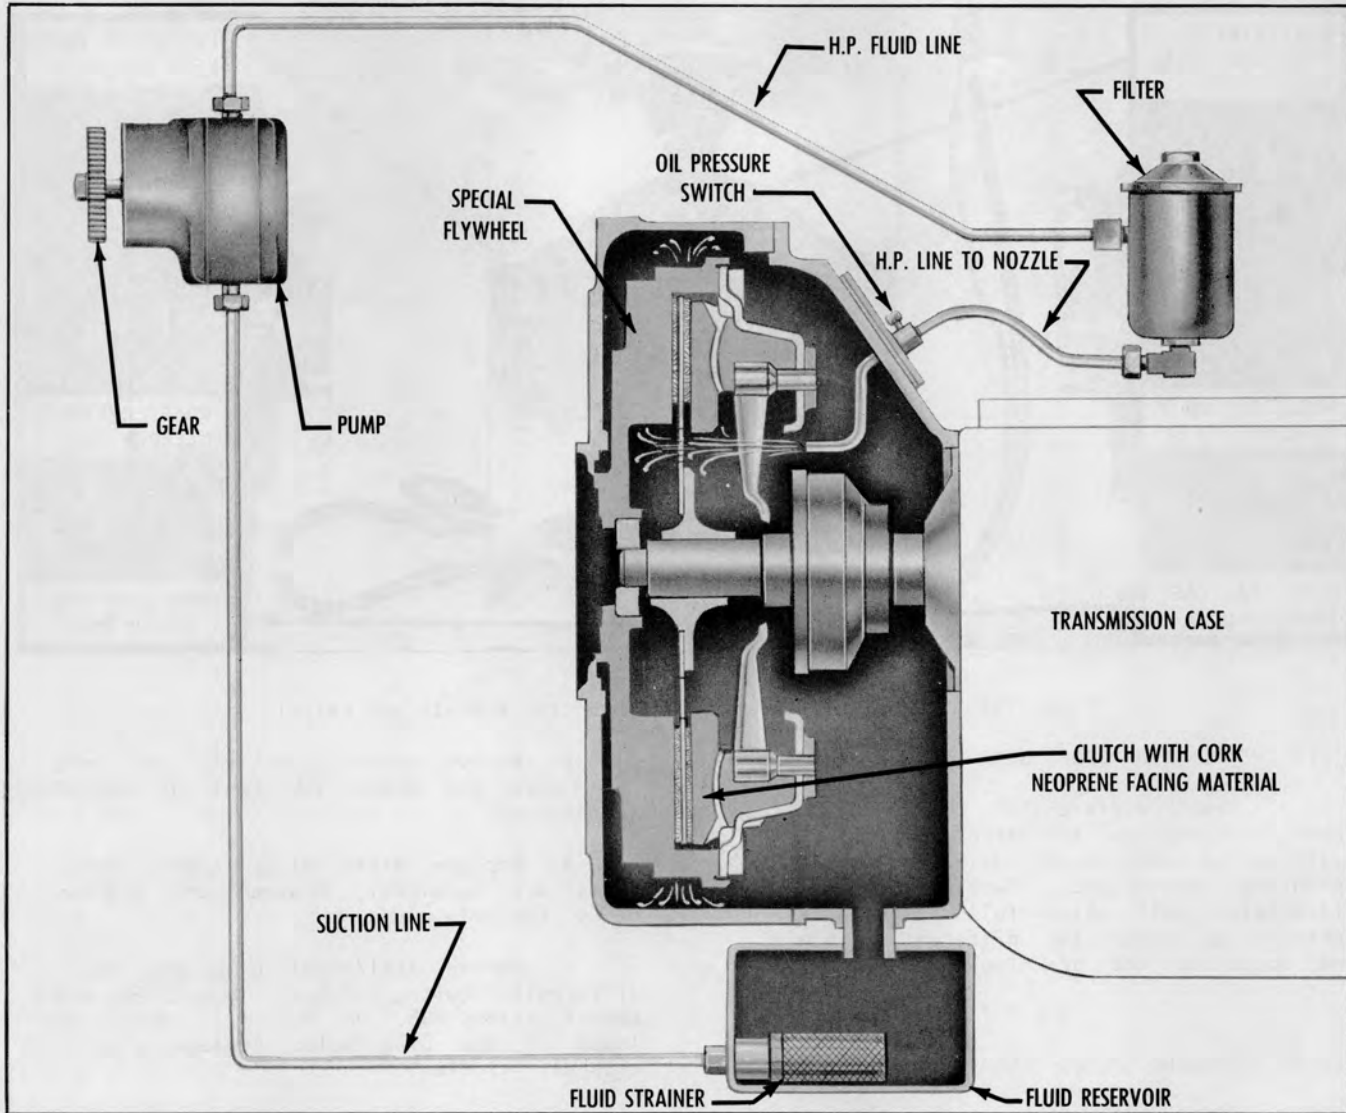 H.P. FLUID LINE
FILTER
OIL PRESSURE
SWITCH
SPECIAL
FLYWHEEL
H.P. LINE TO NOZZLE
GEAR
PUMP
TRANSMISSION CASE
CLUTCH WITH CORK
NEOPRENE FACING MATERIAL
SUCTION LINE
FLUID STRAINER
FLUID RESERVOIR